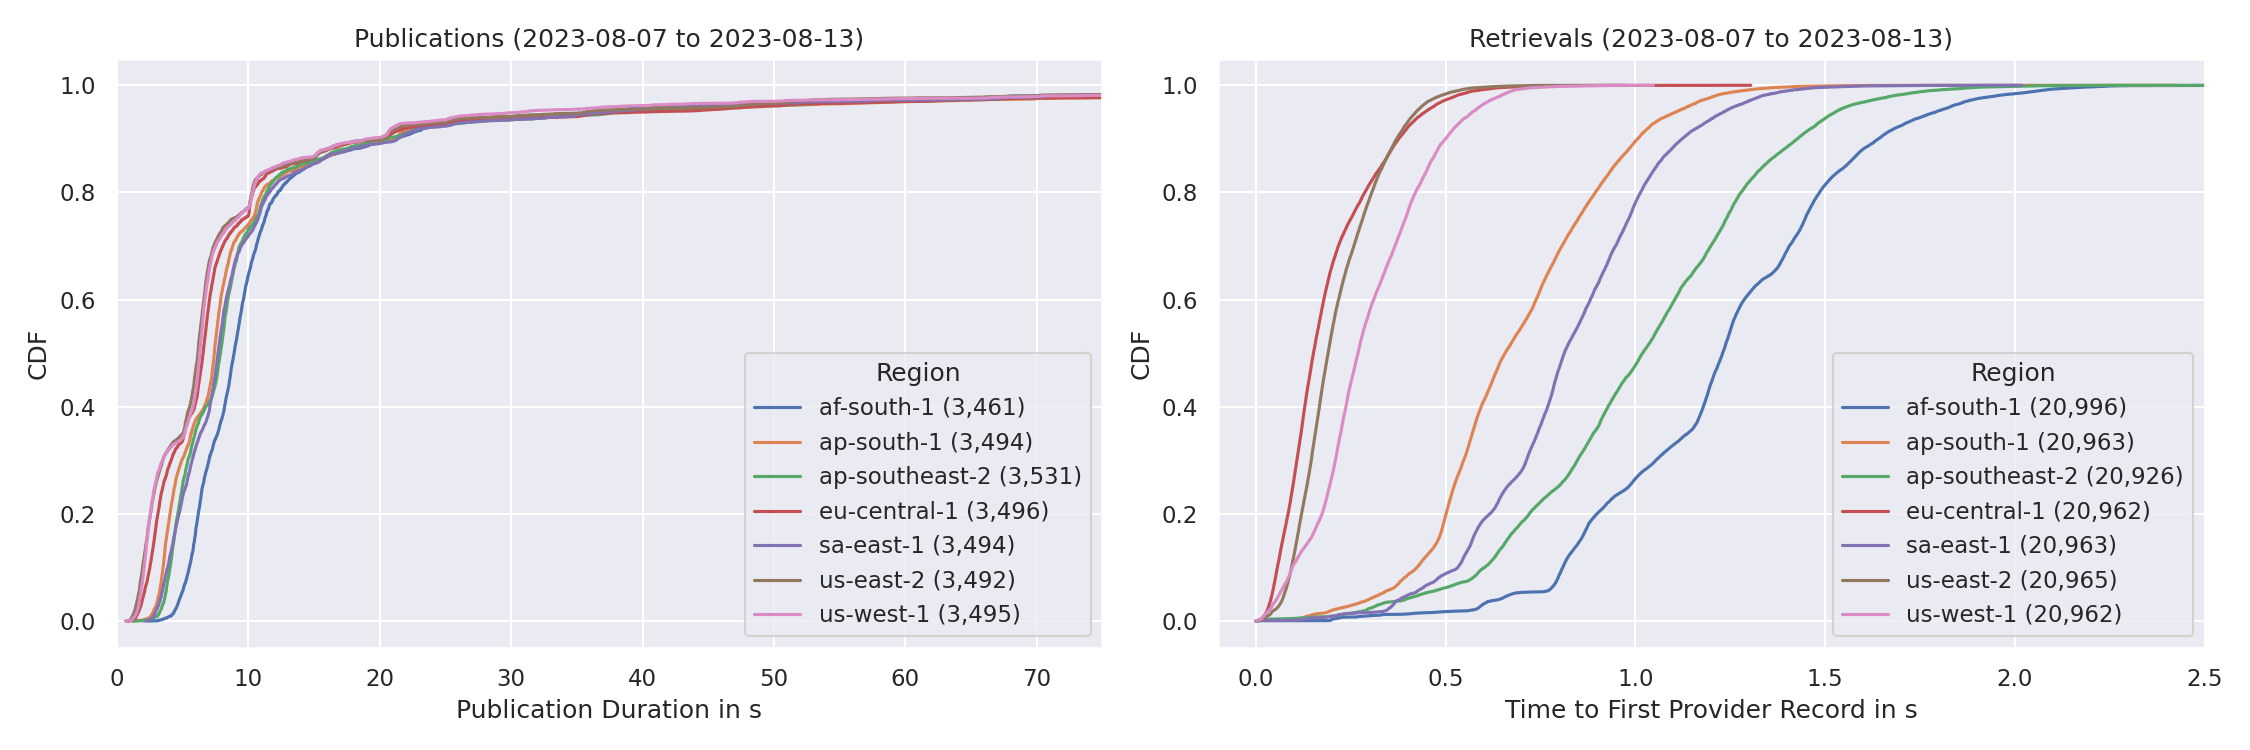 Publications (2023-08-07 to 2023-08-13)
1.0
0.8
0.6
0.4
0.2
0.0
CDF
0 10 20 30 40 50 60 70
Publication Duration in s
Region
af-south-1 (3,461)
ap-south-1 (3,494)
ap-southeast-2 (3,531)
eu-central-1 (3,496)
sa-east-1 (3,494)
us-east-2 (3,492)
us-west-1 (3,495)
Retrievals (2023-08-07 to 2023-08-13)
1.0
0.8
0.6
0.4
0.2
0.0
CDF
0.0 0.5 1.0 1.5 2.0 2.5
Time to First Provider Record in s
Region
af-south-1 (20,996)
ap-south-1 (20,963)
ap-southeast-2 (20,926)
eu-central-1 (20,962)
sa-east-1 (20,963)
us-east-2 (20,965)
us-west-1 (20,962)